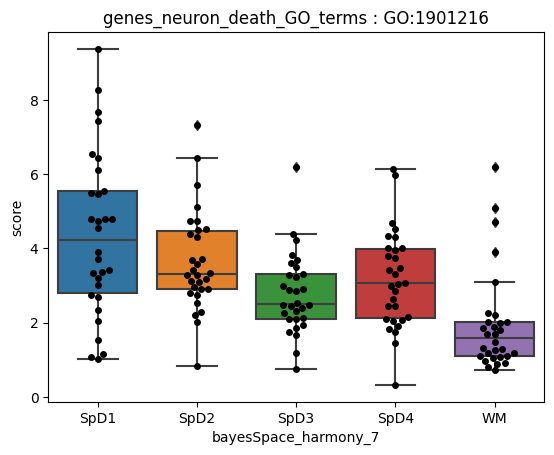 genes_neuron_death_GO_terms : GO:1901216
score
8
6
4
2
0
SpD1 SpD2 SpD3 SpD4 WM
bayesSpace_harmony_7